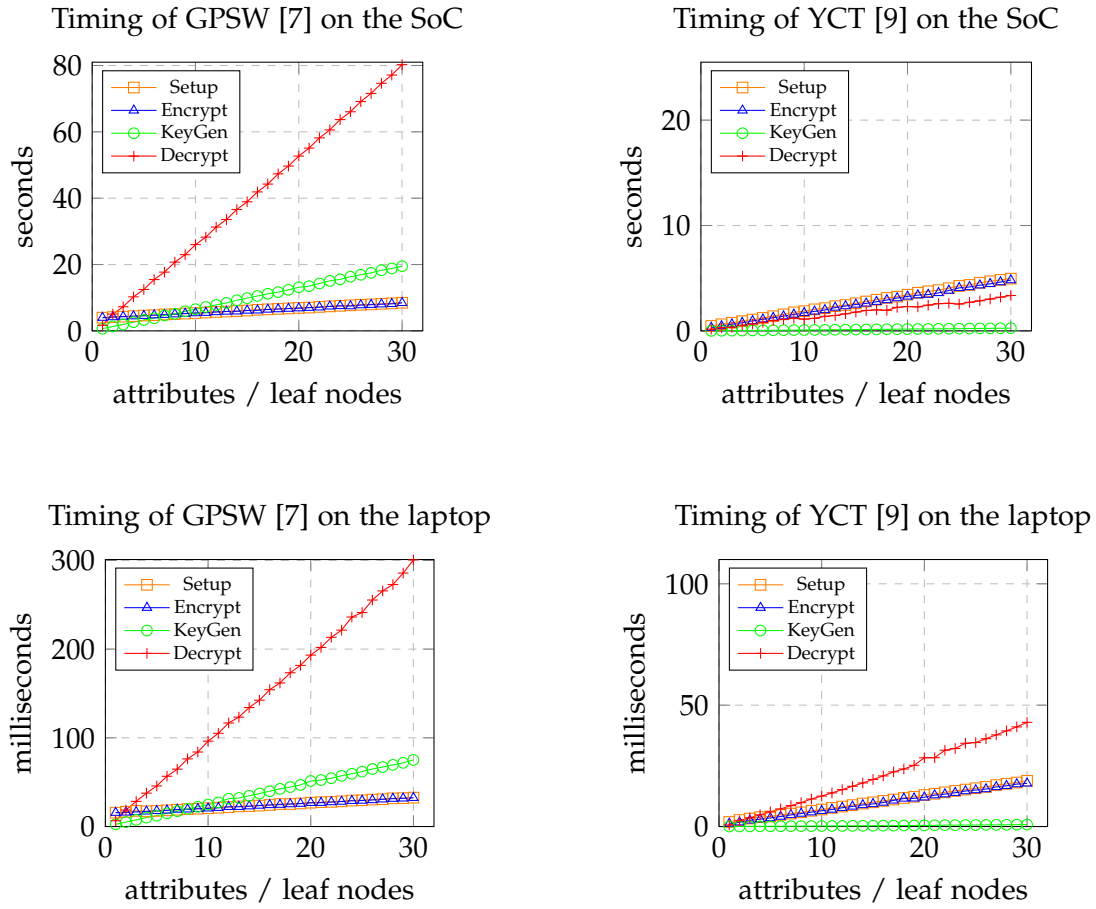 Timing of GPSW [7] on the SoC
80
60
40
20
0
seconds
Setup
Encrypt
KeyGen
Decrypt
0
10
20
30
attributes / leaf nodes
Timing of YCT [9] on the SoC
20
10
0
seconds
Setup
Encrypt
KeyGen
Decrypt
0
10
20
30
attributes / leaf nodes
Timing of GPSW [7] on the laptop
300
200
100
0
milliseconds
Setup
Encrypt
KeyGen
Decrypt
0
10
20
30
attributes / leaf nodes
Timing of YCT [9] on the laptop
100
50
0
milliseconds
Setup
Encrypt
KeyGen
Decrypt
0
10
20
30
attributes / leaf nodes